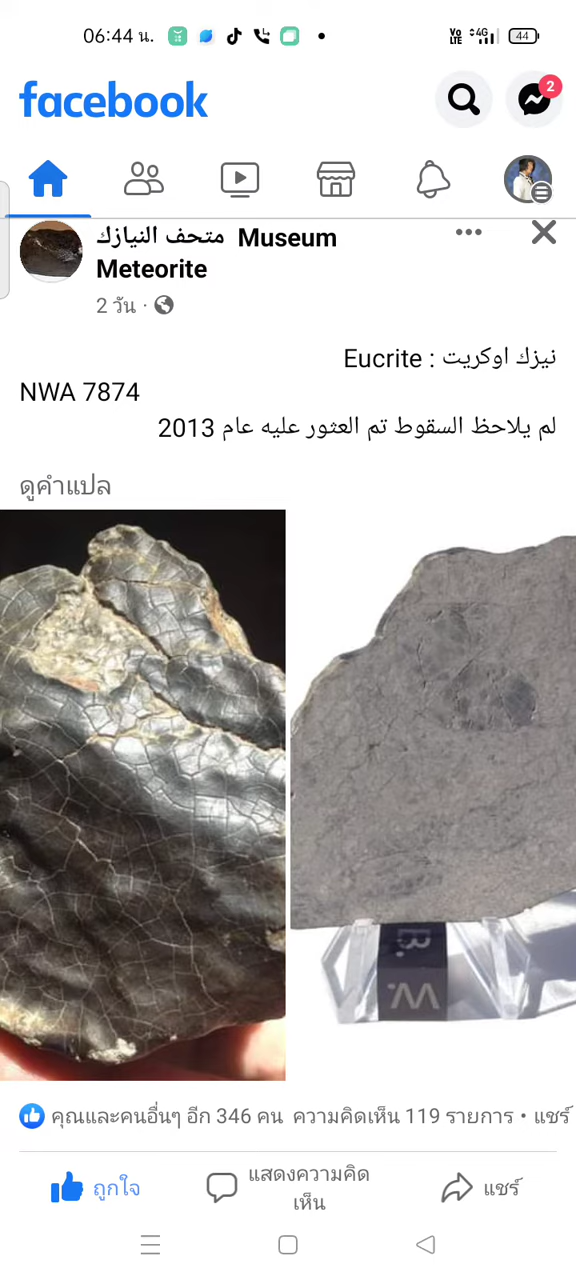 06:44 น.
Vo LTE 4G 44
facebook
2
متحف النيازك Museum
Meteorite
2 วัน ·
نيزك اوكريت : Eucrite
NWA 7874
لم يلاحظ السقوط تم العثور عليه عام 2013
ดูคำแปล
B.
W.
คุณและคนอื่นๆ อีก 346 คน ความคิดเห็น 119 รายการ • แชร์
ถูกใจ
แสดงความคิด
เห็น
แชร์